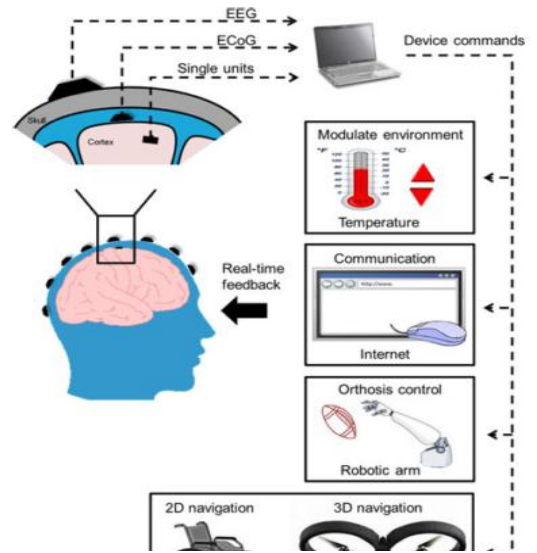 EEG
ECoG
Single units
Device commands
Skull
Cortex
Modulate environment
°F °C
Temperature
Real-time
feedback
Communication
http://www.
Internet
Orthosis control
Robotic arm
2D navigation 3D navigation